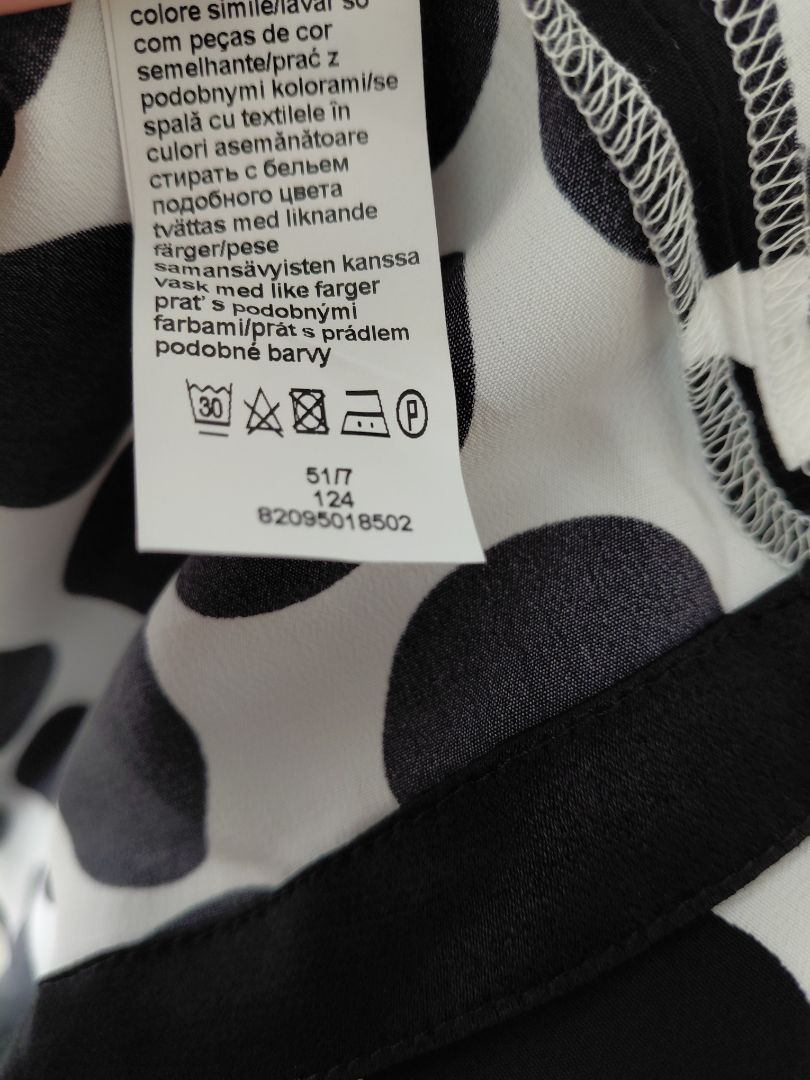 colore simile/lavar só
com peças de cor
semelhante/prać z
podobnymi kolorami/se
spală cu textilele în
culori asemănătoare
стирать с бельем
подобного цвета
tvättas med liknande
färger/pese
samansävyisten kanssa
vask med like farger
prať s podobnými
farbami/prát s prádlem
podobné barvy
30 P
51/7
124
82095018502